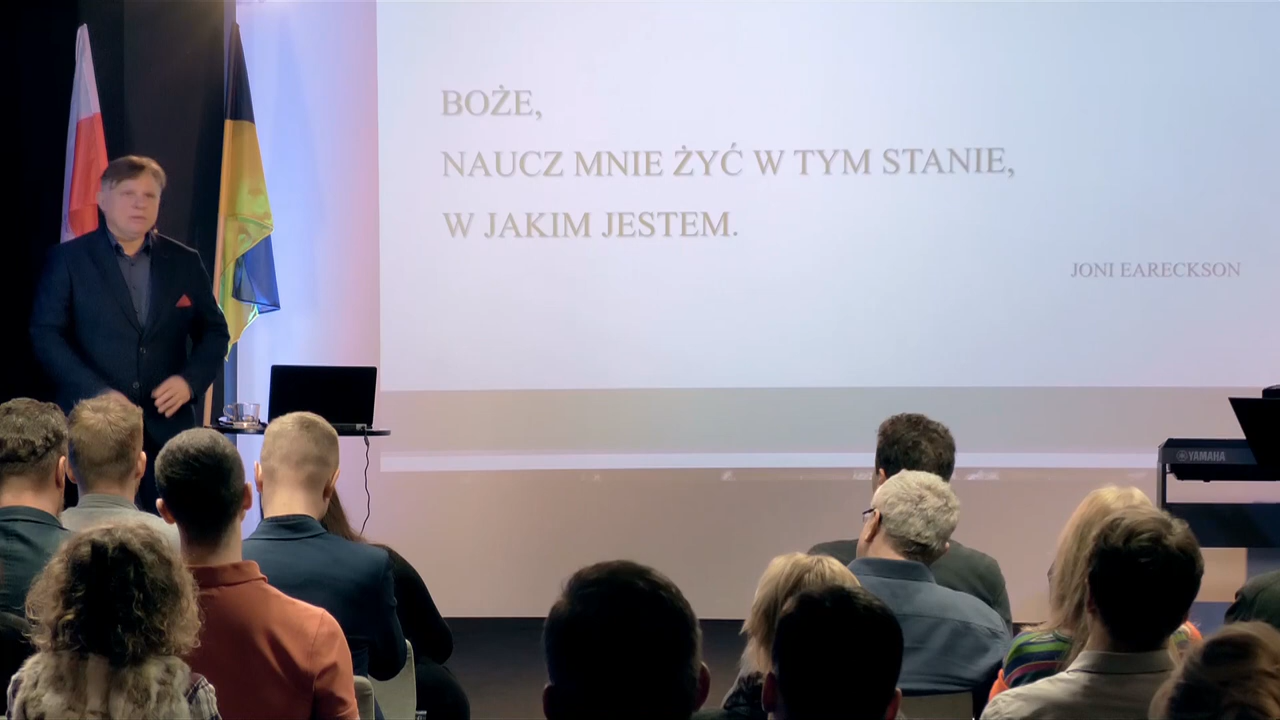 BOŻE,
NAUCZ MNIE ŻYĆ W TYM STANIE,
W JAKIM JESTEM.
JONI EARECKSON
YAMAHA